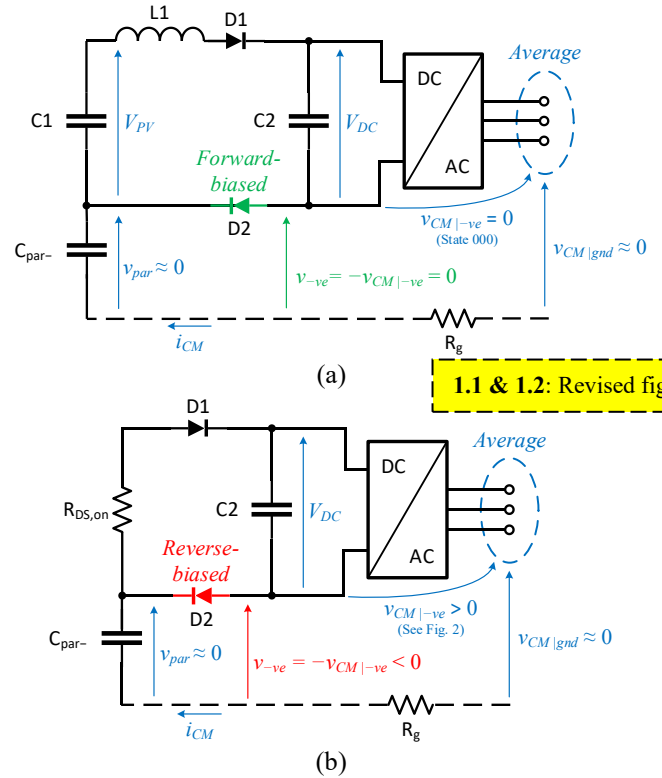 L1
D1
C1
V_PV
C2
V_DC
DC
AC
Average
Forward-
biased
D2
v_CM|−ve = 0
(State 000)
C_par−
v_par ≈ 0
v_−ve = −v_CM|−ve = 0
v_CM|gnd ≈ 0
i_CM
R_g
(a)
1.1 & 1.2: Revised fig
D1
R_DS,on
C2
V_DC
DC
AC
Average
Reverse-
biased
D2
v_CM|−ve > 0
(See Fig. 2)
C_par−
v_par ≈ 0
v_−ve = −v_CM|−ve < 0
v_CM|gnd ≈ 0
i_CM
R_g
(b)